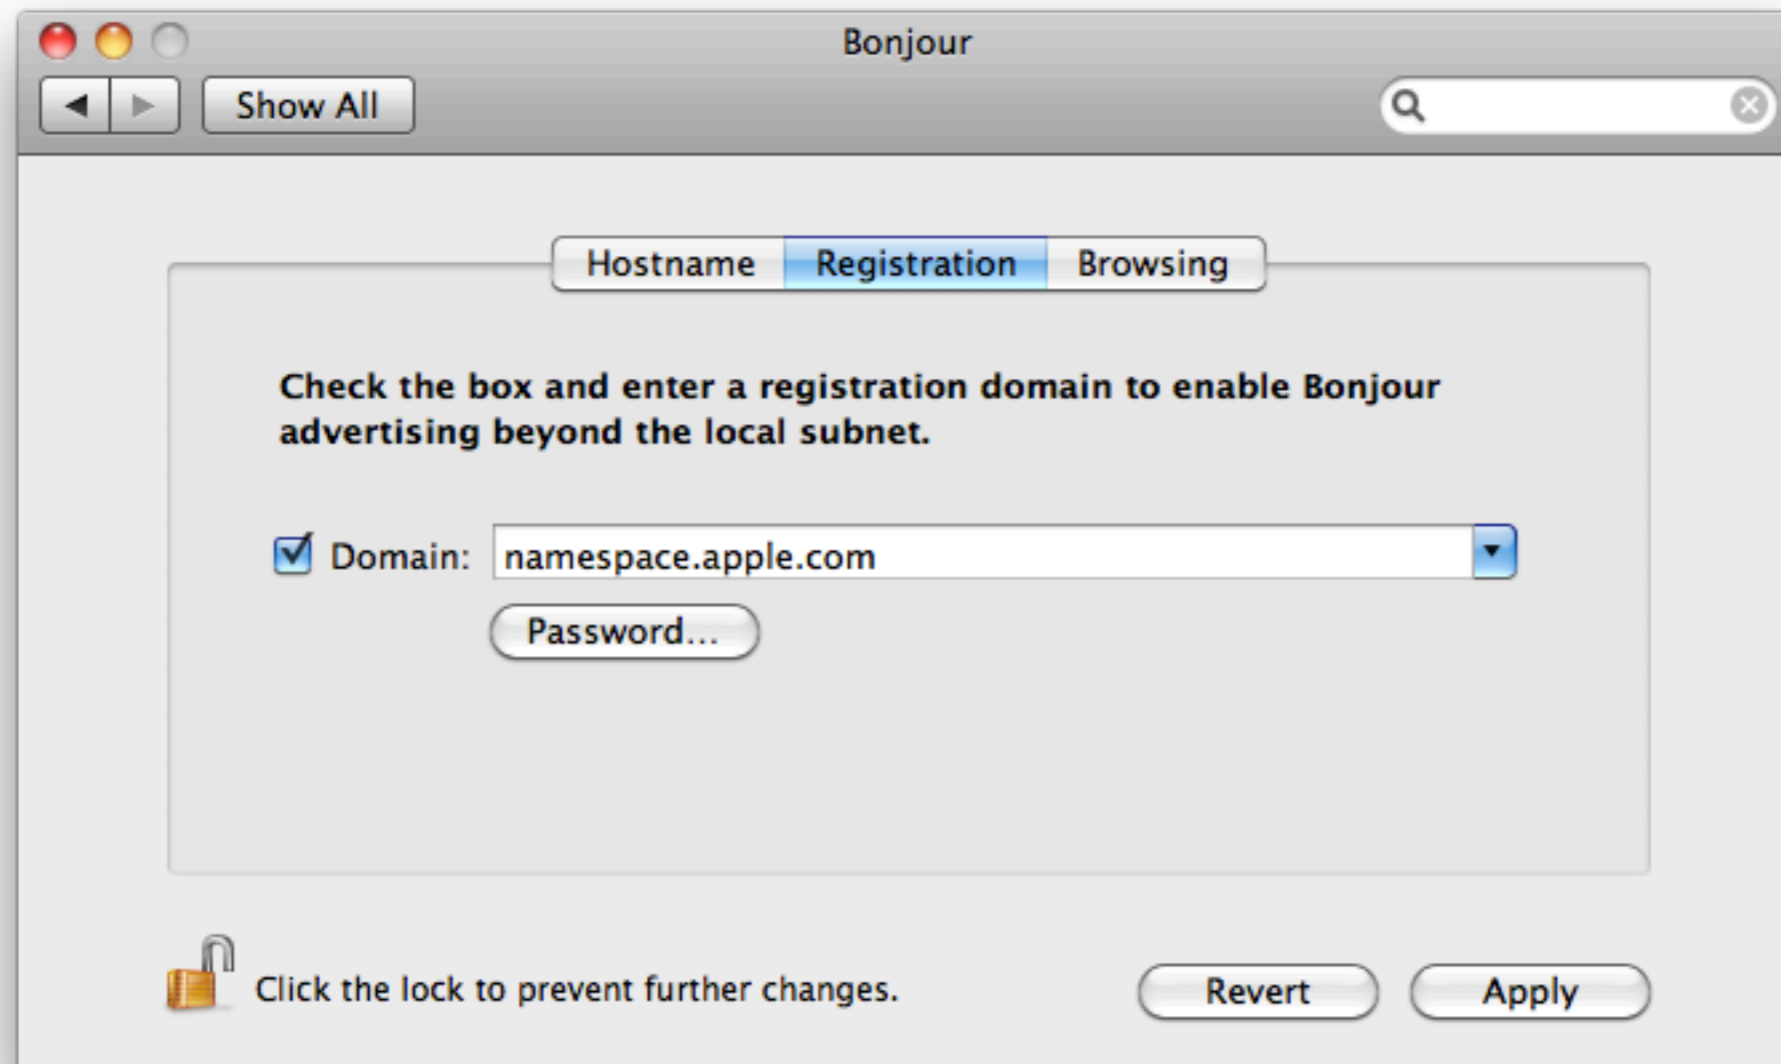 Bonjour
Show All
Hostname Registration Browsing
Check the box and enter a registration domain to enable Bonjour
advertising beyond the local subnet.
Domain: namespace.apple.com
Password...
Click the lock to prevent further changes. Revert Apply